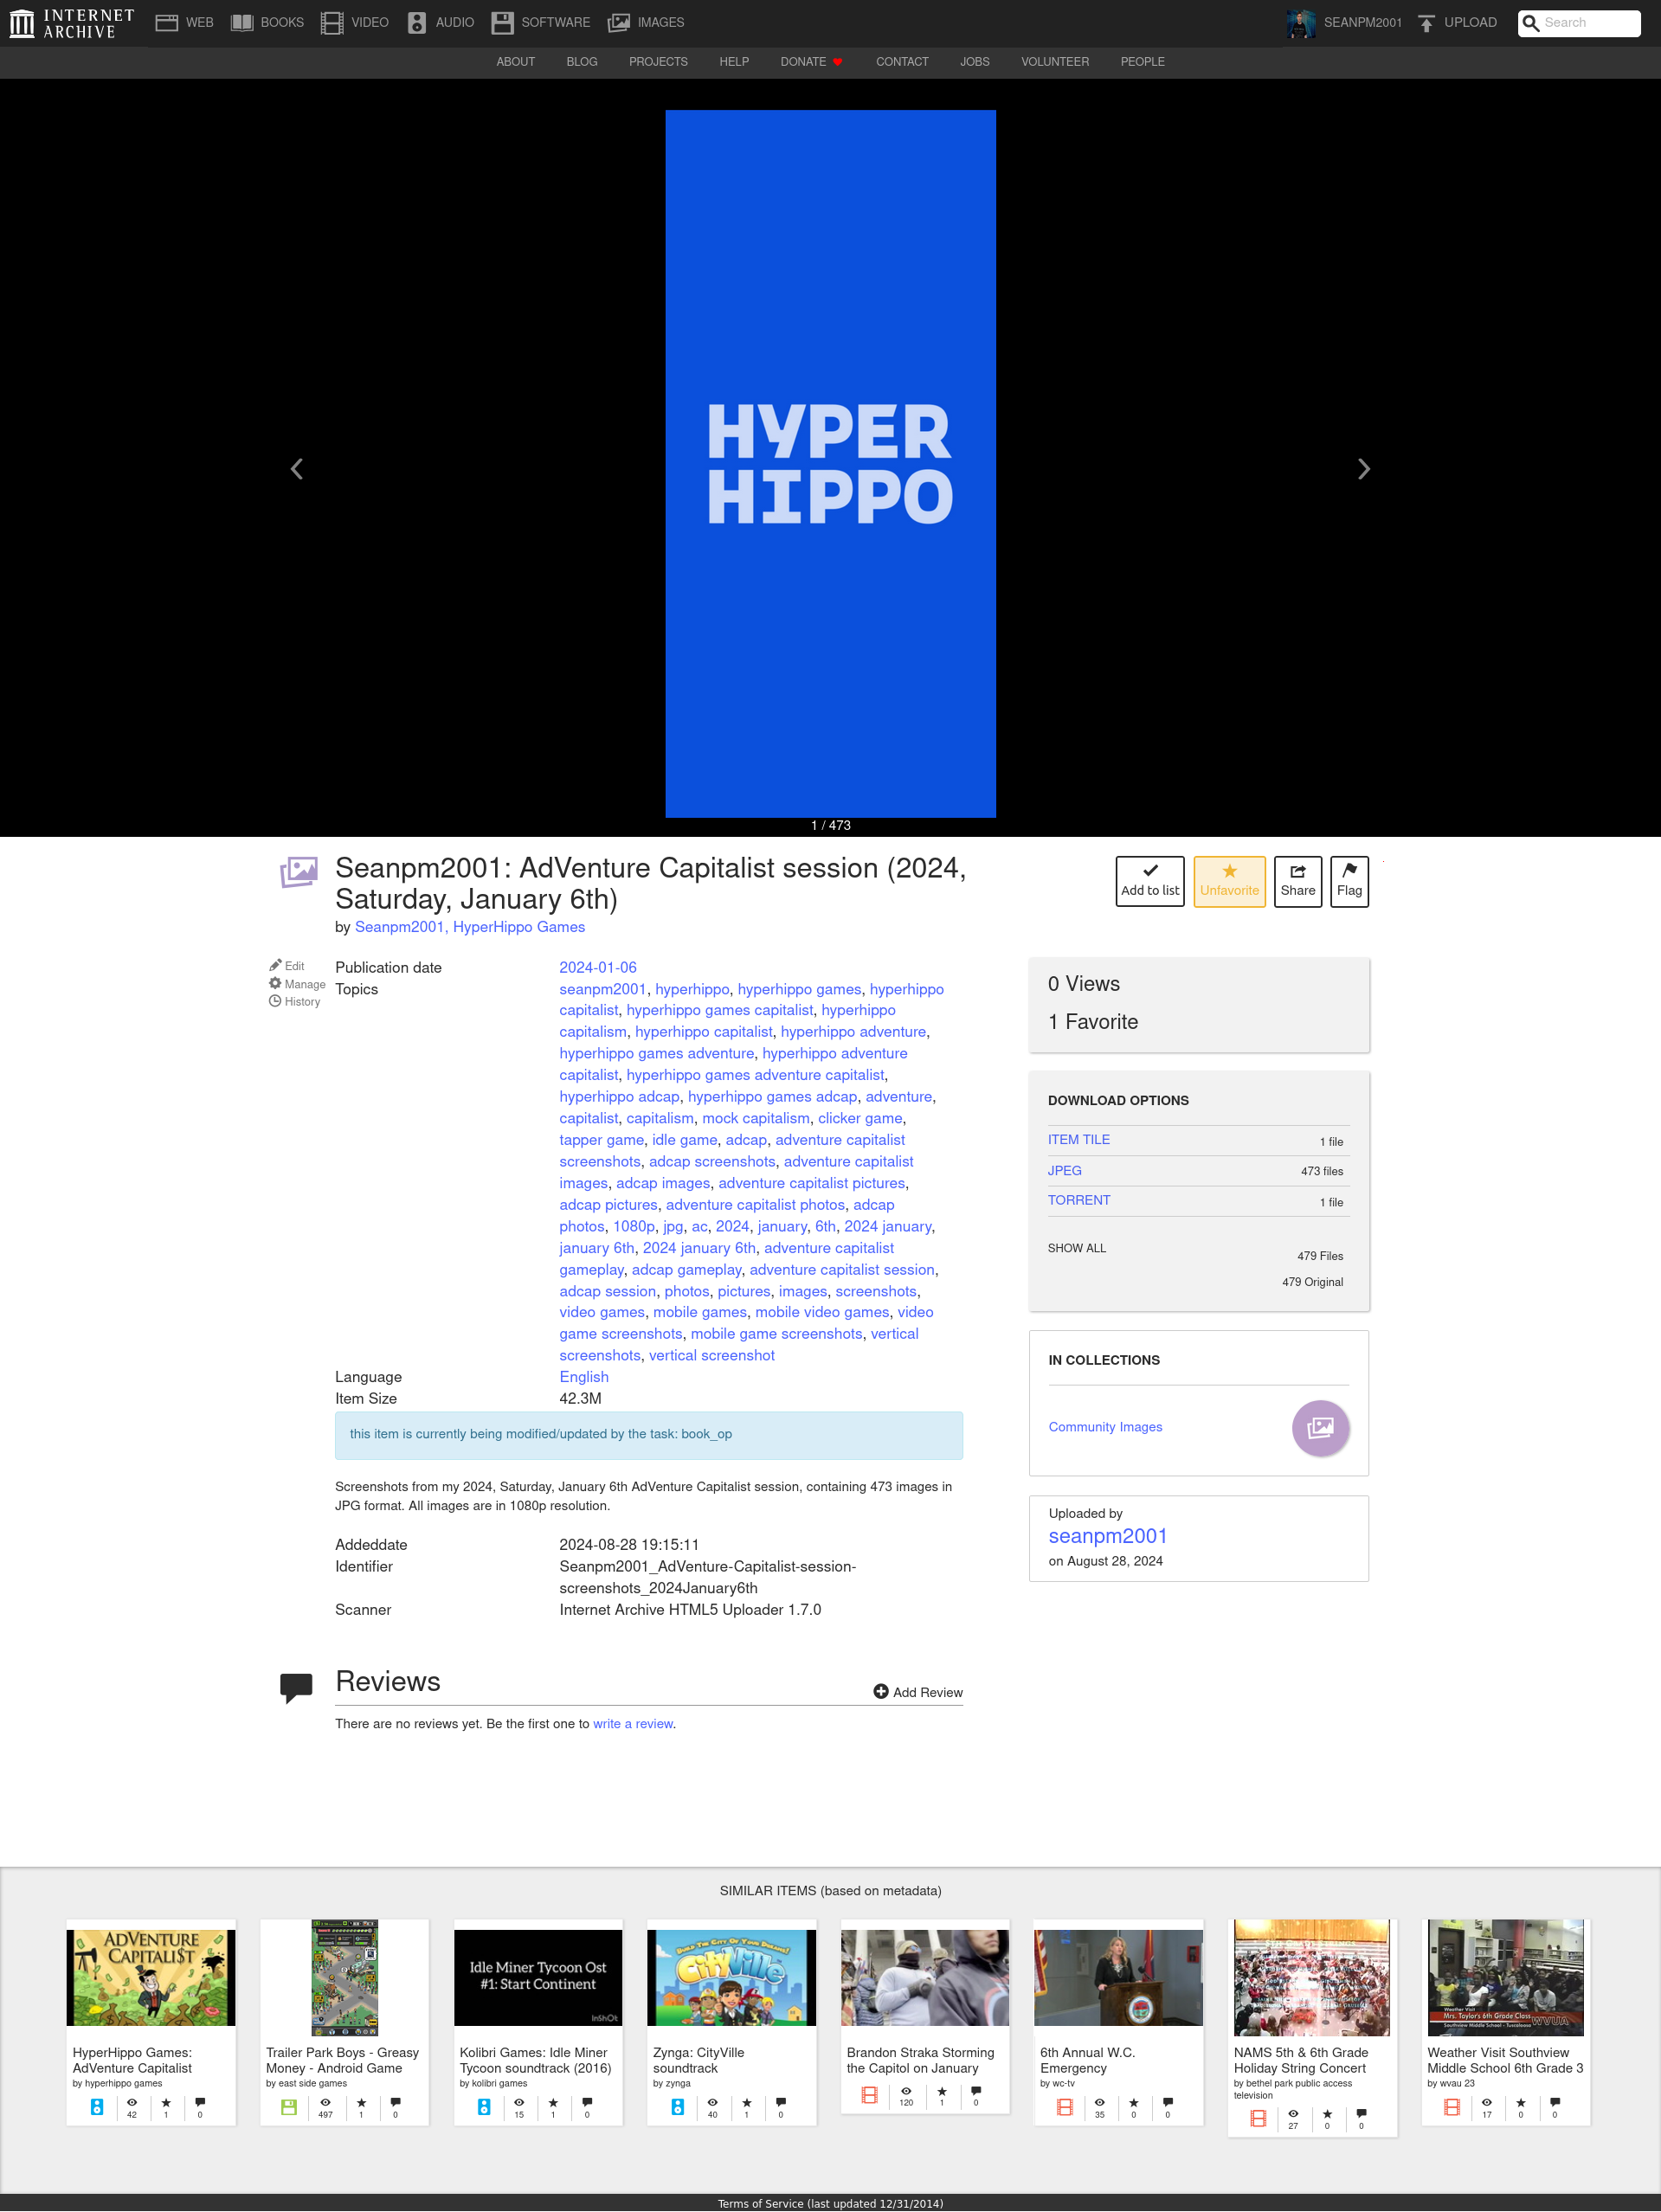 INTERNET ARCHIVE
WEB BOOKS VIDEO AUDIO SOFTWARE IMAGES SEANPM2001 UPLOAD Search
ABOUT BLOG PROJECTS HELP DONATE CONTACT JOBS VOLUNTEER PEOPLE
HYPER
HIPPO
1 / 473
Seanpm2001: AdVenture Capitalist session (2024,
Saturday, January 6th)
by Seanpm2001, HyperHippo Games
Add to list
Unfavorite
Share
Flag
Edit
Manage
History
Publication date 2024-01-06
Topics seanpm2001, hyperhippo, hyperhippo games, hyperhippo
capitalist, hyperhippo games capitalist, hyperhippo
capitalism, hyperhippo capitalist, hyperhippo adventure,
hyperhippo games adventure, hyperhippo adventure
capitalist, hyperhippo games adventure capitalist,
hyperhippo adcap, hyperhippo games adcap, adventure,
capitalist, capitalism, mock capitalism, clicker game,
tapper game, idle game, adcap, adventure capitalist
screenshots, adcap screenshots, adventure capitalist
images, adcap images, adventure capitalist pictures,
adcap pictures, adventure capitalist photos, adcap
photos, 1080p, jpg, ac, 2024, january, 6th, 2024 january,
january 6th, 2024 january 6th, adventure capitalist
gameplay, adcap gameplay, adventure capitalist session,
adcap session, photos, pictures, images, screenshots,
video games, mobile games, mobile video games, video
game screenshots, mobile game screenshots, vertical
screenshots, vertical screenshot
Language English
Item Size 42.3M
this item is currently being modified/updated by the task: book_op
Screenshots from my 2024, Saturday, January 6th AdVenture Capitalist session, containing 473 images in
JPG format. All images are in 1080p resolution.
Addeddate 2024-08-28 19:15:11
Identifier Seanpm2001_AdVenture-Capitalist-session-
screenshots_2024January6th
Scanner Internet Archive HTML5 Uploader 1.7.0
0 Views
1 Favorite
DOWNLOAD OPTIONS
ITEM TILE 1 file
JPEG 473 files
TORRENT 1 file
SHOW ALL 479 Files
479 Original
IN COLLECTIONS
Community Images
Uploaded by
seanpm2001
on August 28, 2024
Reviews
Add Review
There are no reviews yet. Be the first one to write a review.
SIMILAR ITEMS (based on metadata)
ADVENTURE
CAPITALI$T
HyperHippo Games:
AdVenture Capitalist
by hyperhippo games
42 1 0
Trailer Park Boys - Greasy
Money - Android Game
by east side games
497 1 0
Idle Miner Tycoon Ost
#1: Start Continent
InShOt
Kolibri Games: Idle Miner
Tycoon soundtrack (2016)
by kolibri games
15 1 0
BUILD THE CITY OF YOUR DREAMS!
CityVille
Zynga: CityVille
soundtrack
by zynga
40 1 0
Brandon Straka Storming
the Capitol on January
120 1 0
6th Annual W.C.
Emergency
by wc-tv
35 0 0
NAMS 5th & 6th Grade
Holiday String Concert
by bethel park public access
television
27 0 0
Weather Visit
Mrs. Taylor's 6th Grade Class
Southview Middle School - Tuscaloosa
WVUA
Weather Visit Southview
Middle School 6th Grade 3
by wvau 23
17 0 0
Terms of Service (last updated 12/31/2014)